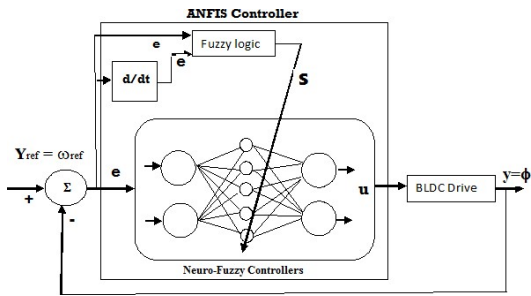 ANFIS Controller
e
Fuzzy logic
e
d/dt
S
Yref = ωref
Σ
e
u
BLDC Drive
y=ϕ
+
-
Neuro-Fuzzy Controllers